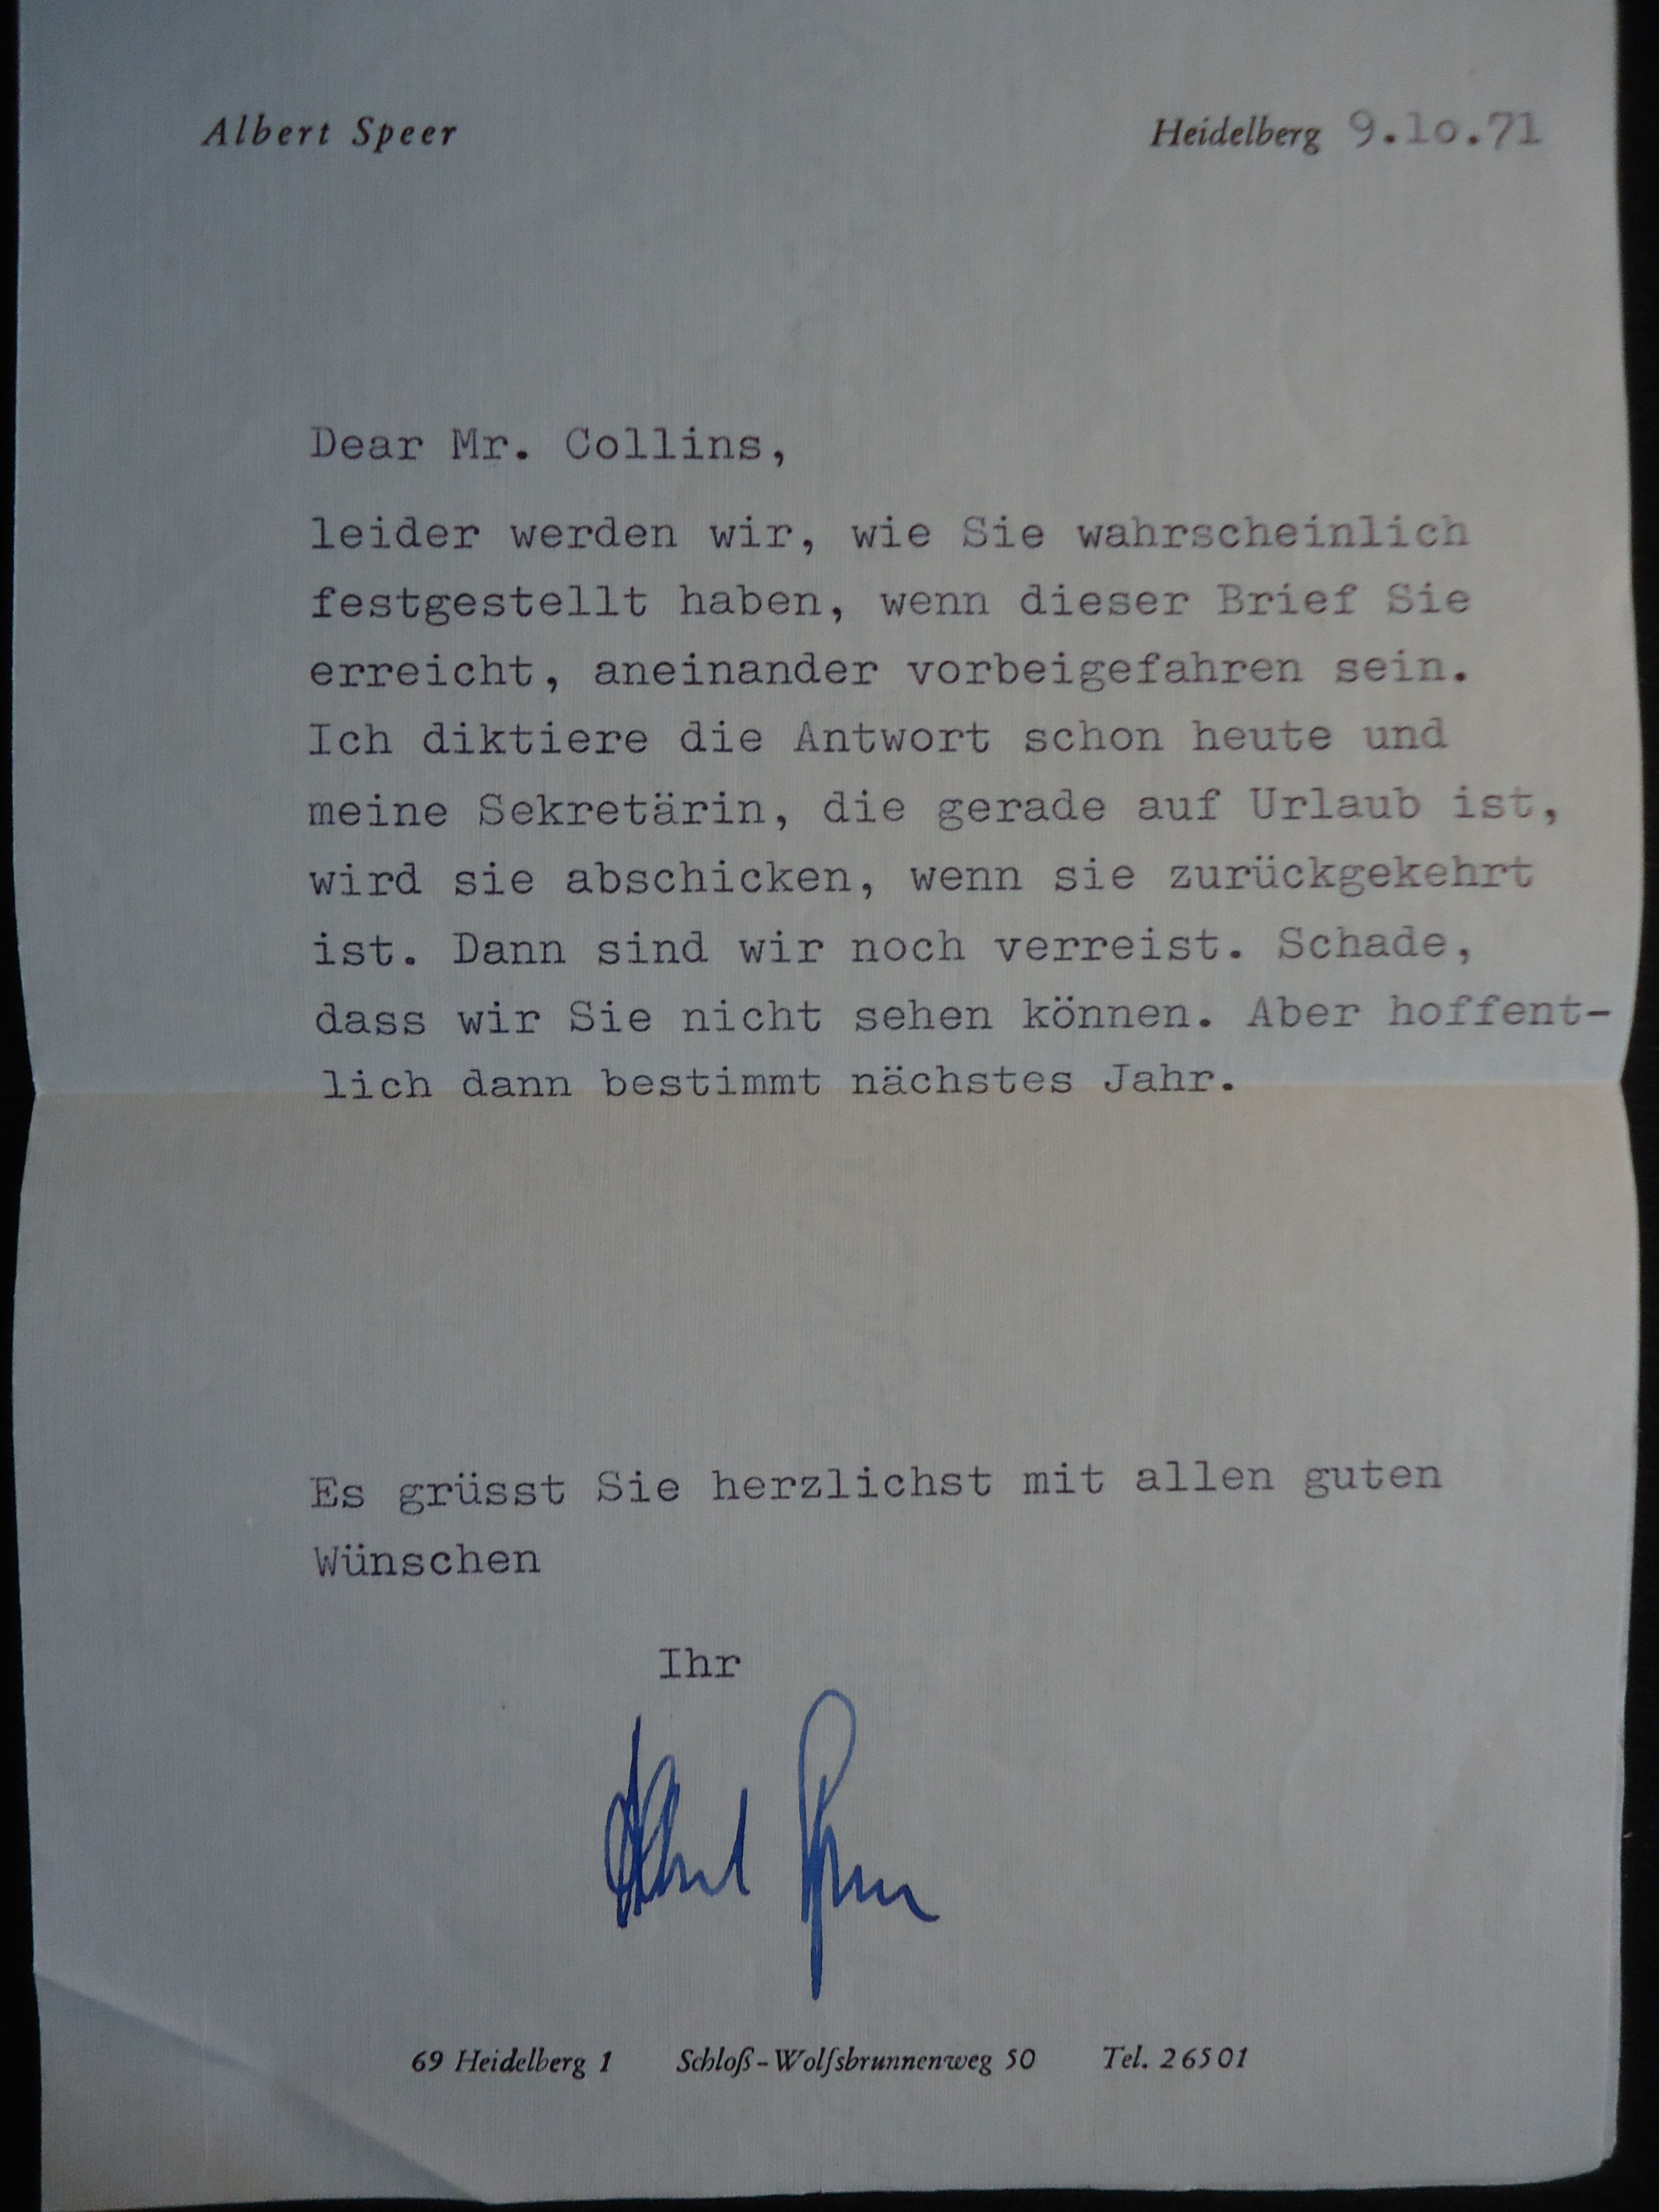 Albert Speer
Heidelberg 9.10.71
Dear Mr. Collins,
leider werden wir, wie Sie wahrscheinlich
festgestellt haben, wenn dieser Brief Sie
erreicht, aneinander vorbeigefahren sein.
Ich diktiere die Antwort schon heute und
meine Sekretärin, die gerade auf Urlaub ist,
wird sie abschicken, wenn sie zurückgekehrt
ist. Dann sind wir noch verreist. Schade,
dass wir Sie nicht sehen können. Aber hoffent-
lich dann bestimmt nächstes Jahr.
Es grüsst Sie herzlichst mit allen guten
Wünschen
Ihr
Albert Speer
69 Heidelberg 1 Schloß-Wolfsbrunnenweg 50 Tel. 26501